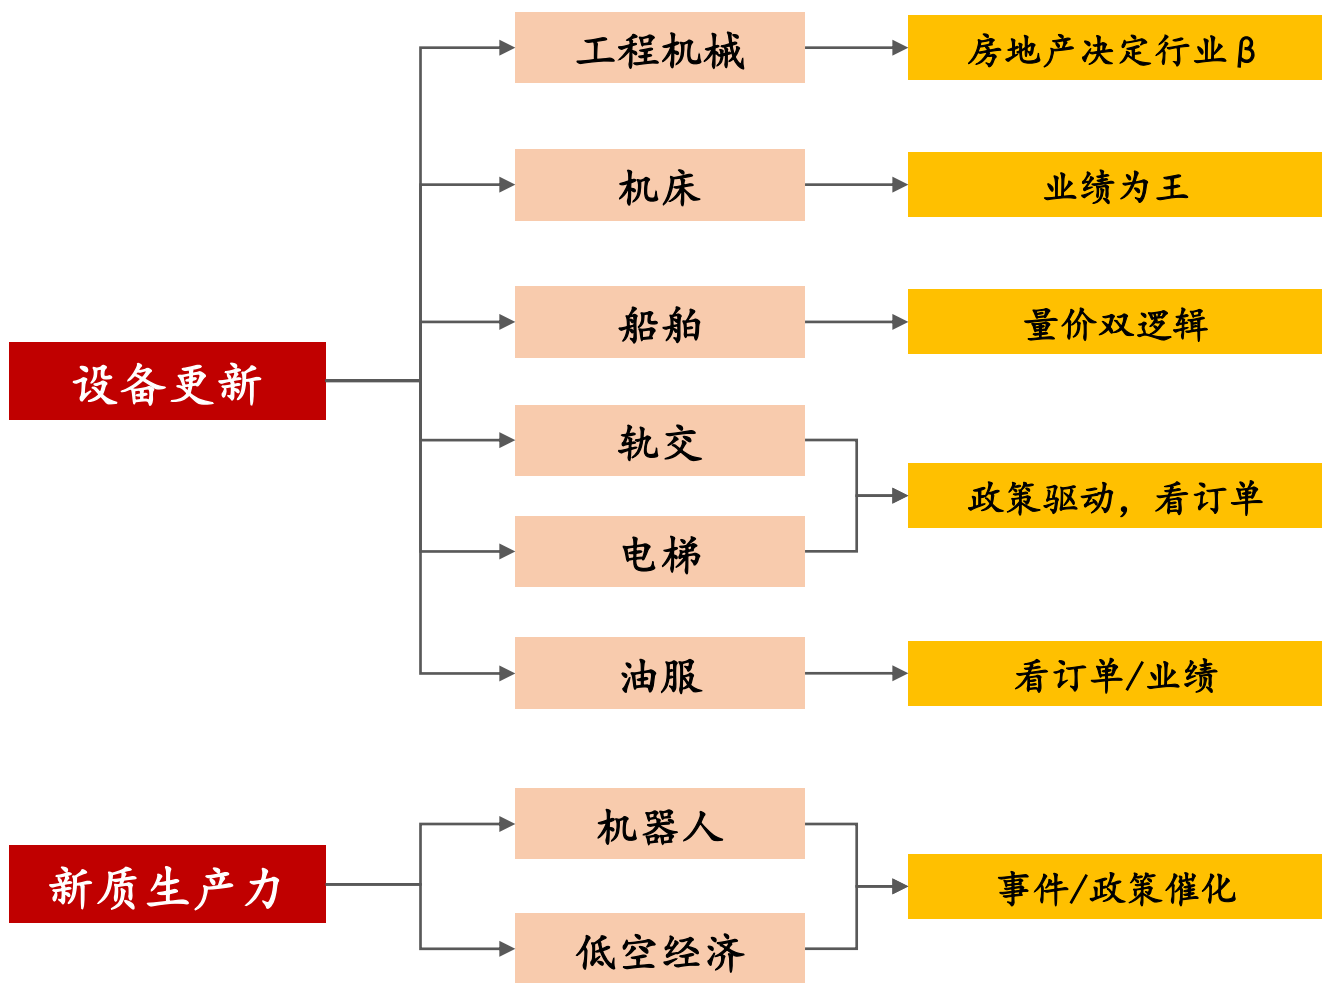 工程机械
房地产决定行业β
机床
业绩为王
船舶
量价双逻辑
设备更新
轨交
政策驱动，看订单
电梯
油服
看订单/业绩
机器人
新质生产力
事件/政策催化
低空经济